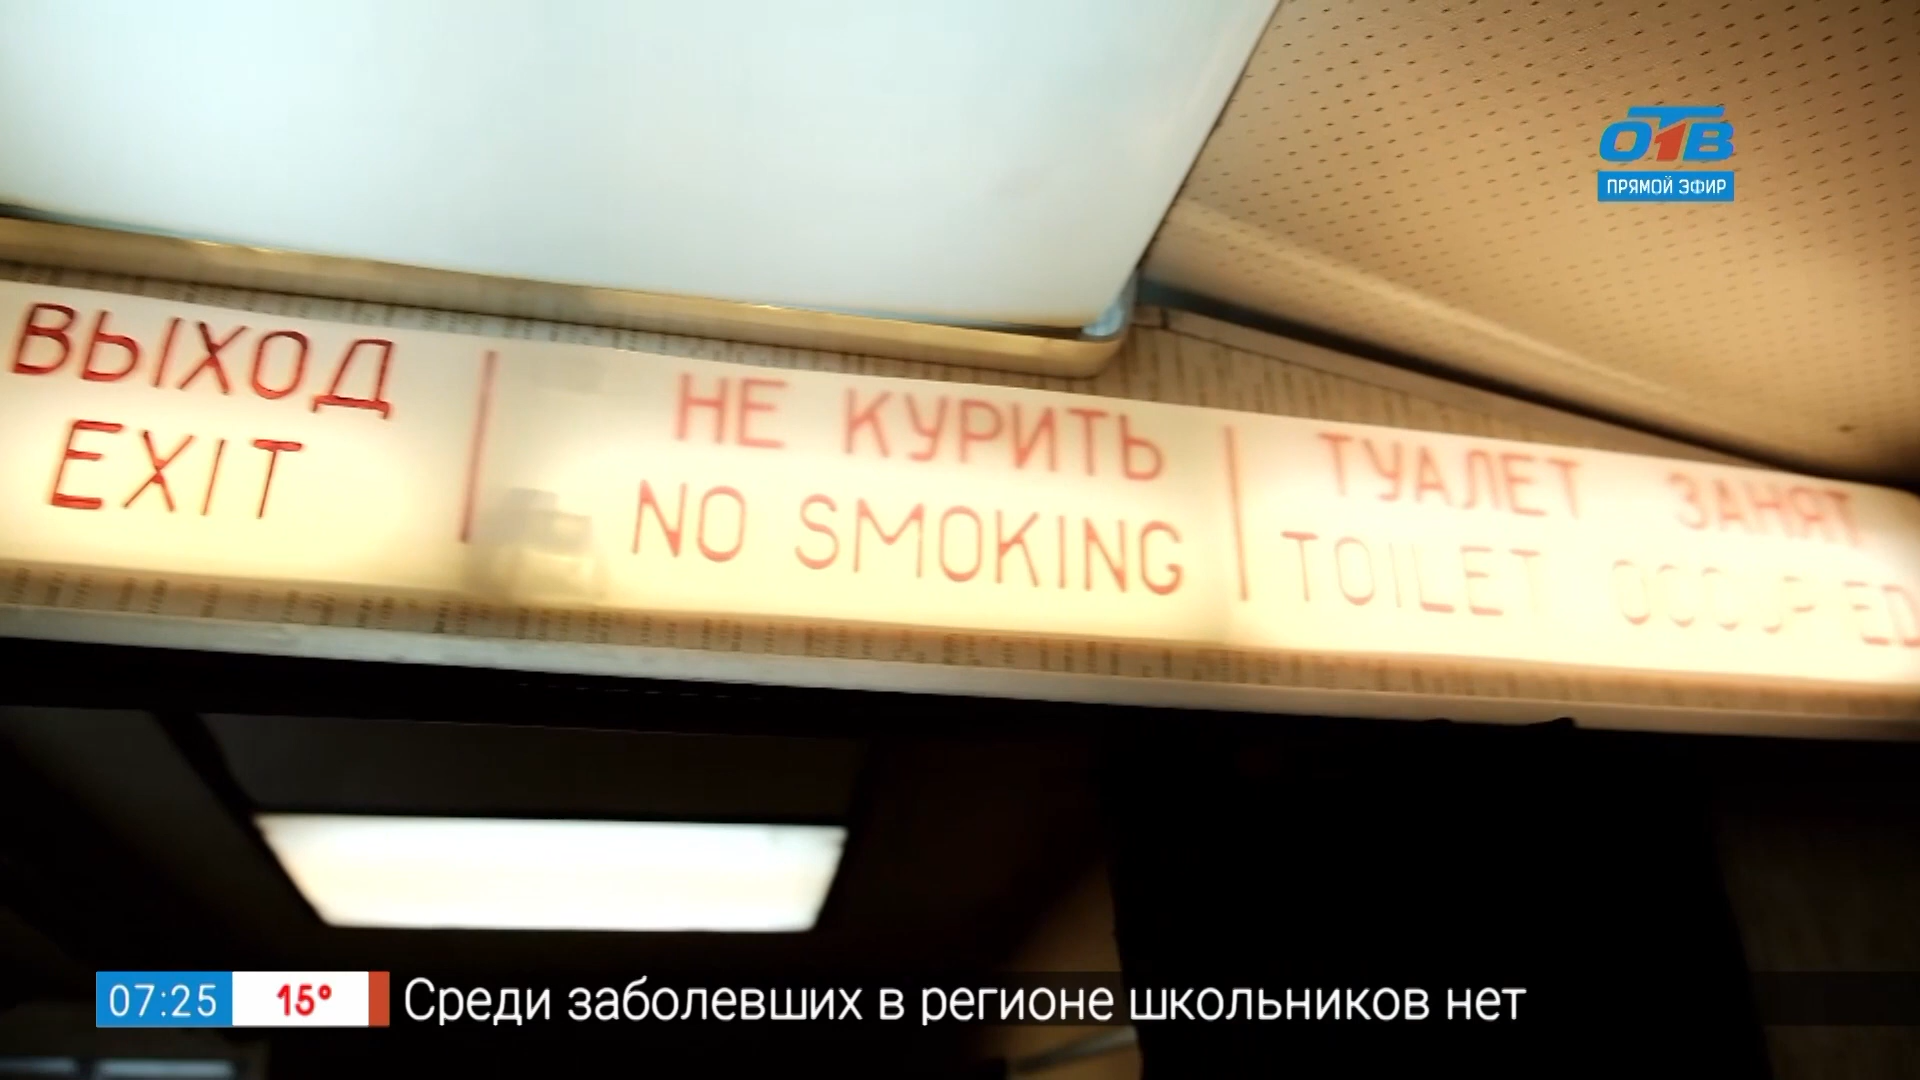 ОТВ
ПРЯМОЙ ЭФИР
ВЫХОД
EXIT
НЕ КУРИТЬ
NO SMOKING
ТУАЛЕТ ЗАНЯТ
TOILET OCCUPIED
07:25 15° Среди заболевших в регионе школьников нет